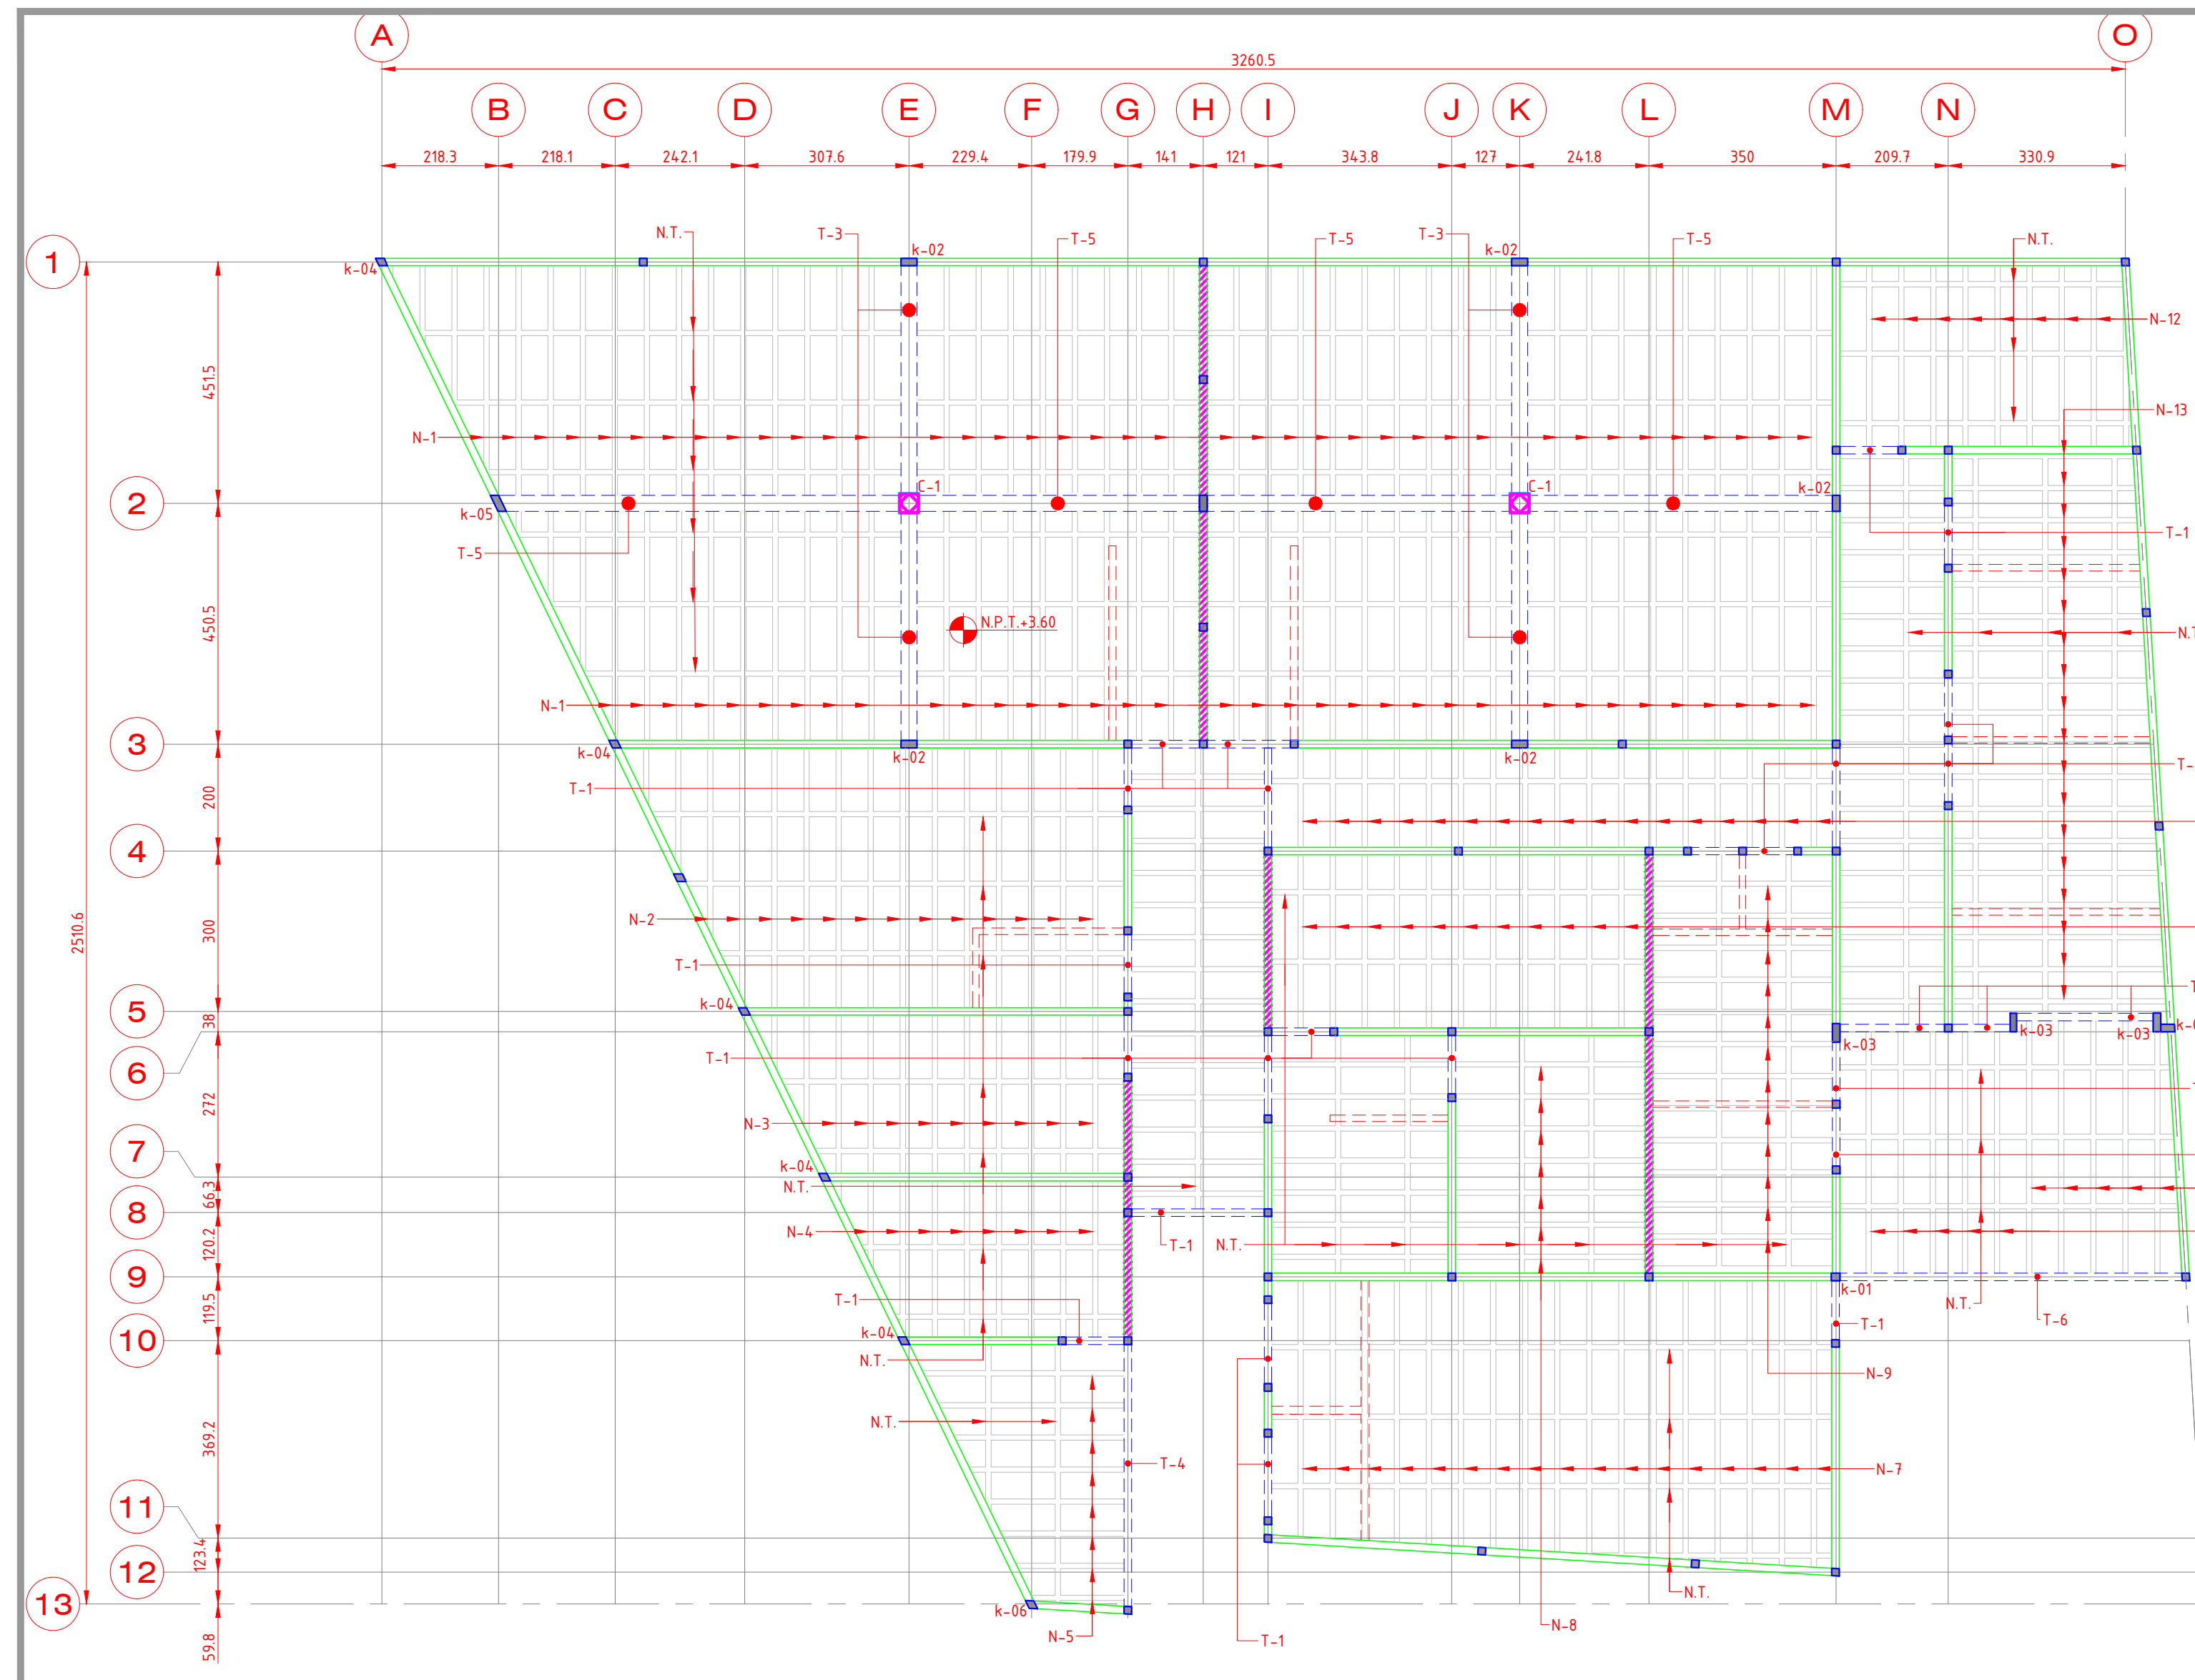 A
O
3260.5
B
C
D
E
F
G
H
I
J
K
L
M
N
218.3
218.1
242.1
307.6
229.4
179.9
141
121
343.8
127
241.8
350
209.7
330.9
N.T.
T-3
k-02
T-5
T-5
T-3
k-02
T-5
N.T.
1
k-04
N-12
451.5
N-13
N-1
2
k-05
C-1
C-1
k-02
T-5
T-1
450.5
N.P.T.+3.60
N-1
3
k-04
k-02
k-02
T-1
200
4
2510.6
300
N-2
T-1
5
k-04
38
k-03
k-03
k-03
6
T-1
272
N-3
7
k-04
N.T.
66.3
8
N-4
T-1
N.T.
120.2
9
k-01
119.5
T-1
N.T.
T-6
T-1
10
k-04
N.T.
N-9
369.2
N.T.
T-4
N-7
11
123.4
12
N.T.
13
k-06
N-5
N-8
T-1
59.8